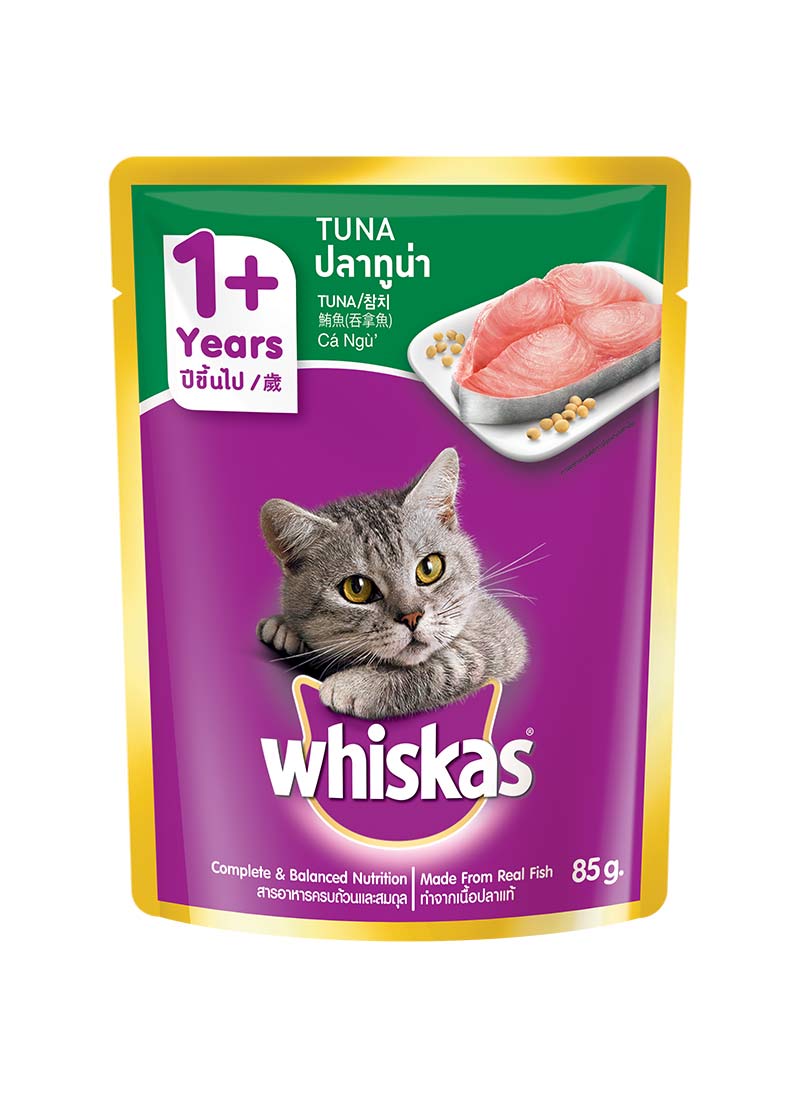 1+
Years
ปีขึ้นไป / 歲
TUNA
ปลาทูน่า
TUNA/참치
鮪魚(吞拿魚)
Cá Ngừ
whiskas®
Complete & Balanced Nutrition
สารอาหารครบถ้วนและสมดุล
Made From Real Fish
ทำจากเนื้อปลาแท้
85 g.